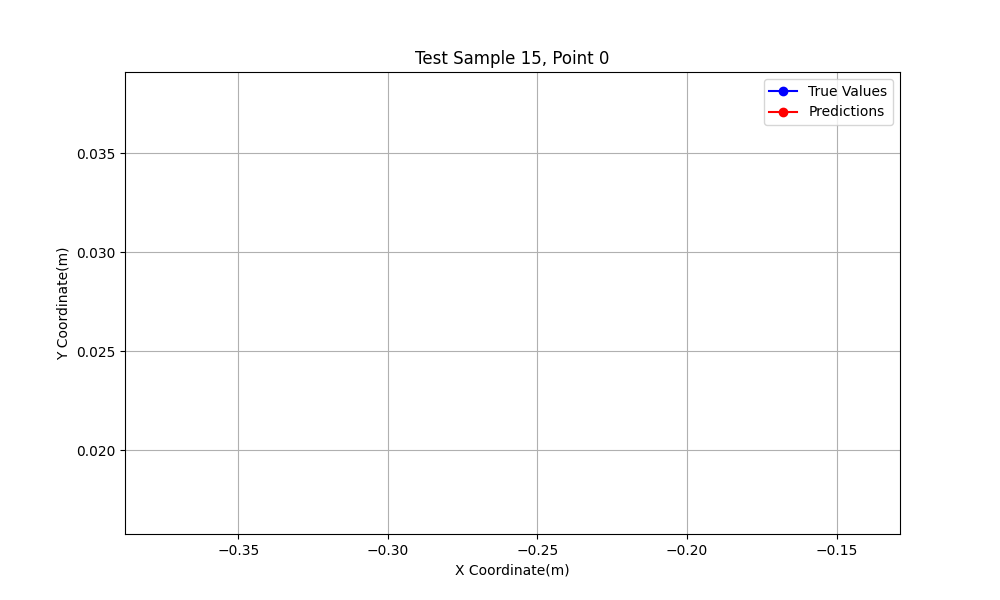 Test Sample 15, Point 0
True Values
Predictions
0.035
0.030
0.025
0.020
Y Coordinate(m)
−0.35
−0.30
−0.25
−0.20
−0.15
X Coordinate(m)